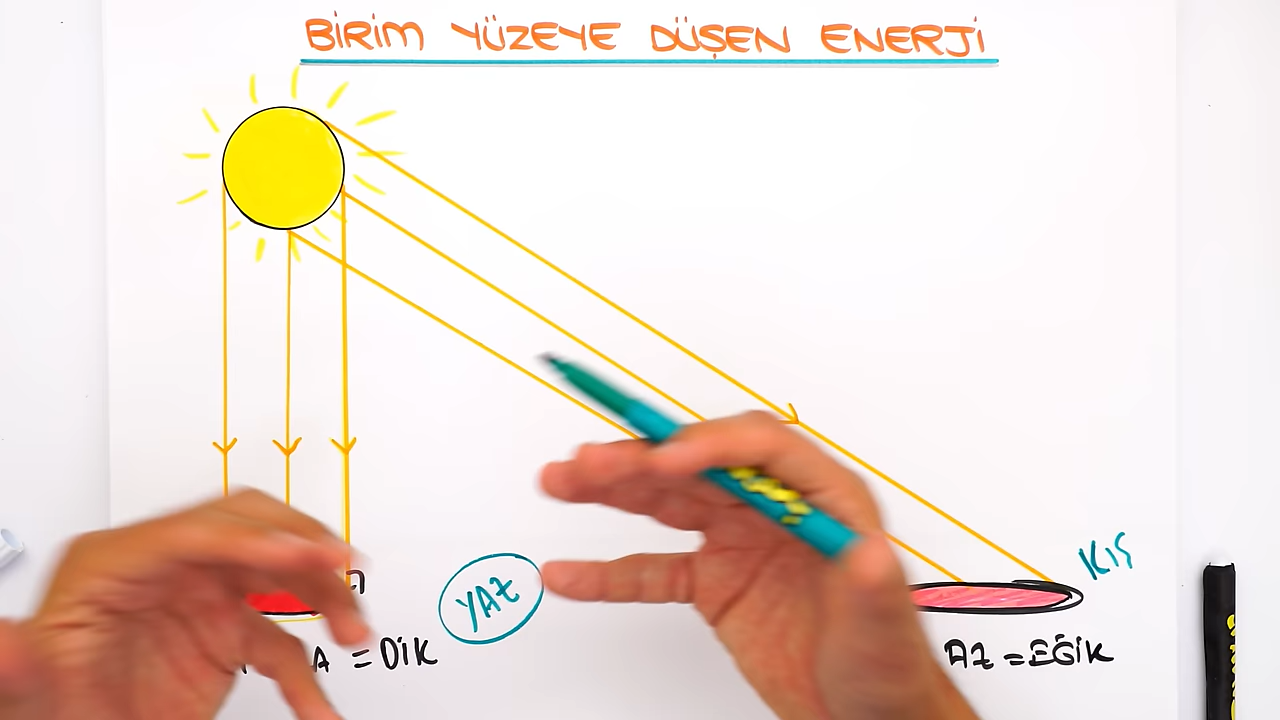 BİRİM YÜZEYE DÜŞEN ENERJİ
KIŞ
YAZ
= DİK
AZ = EĞİK